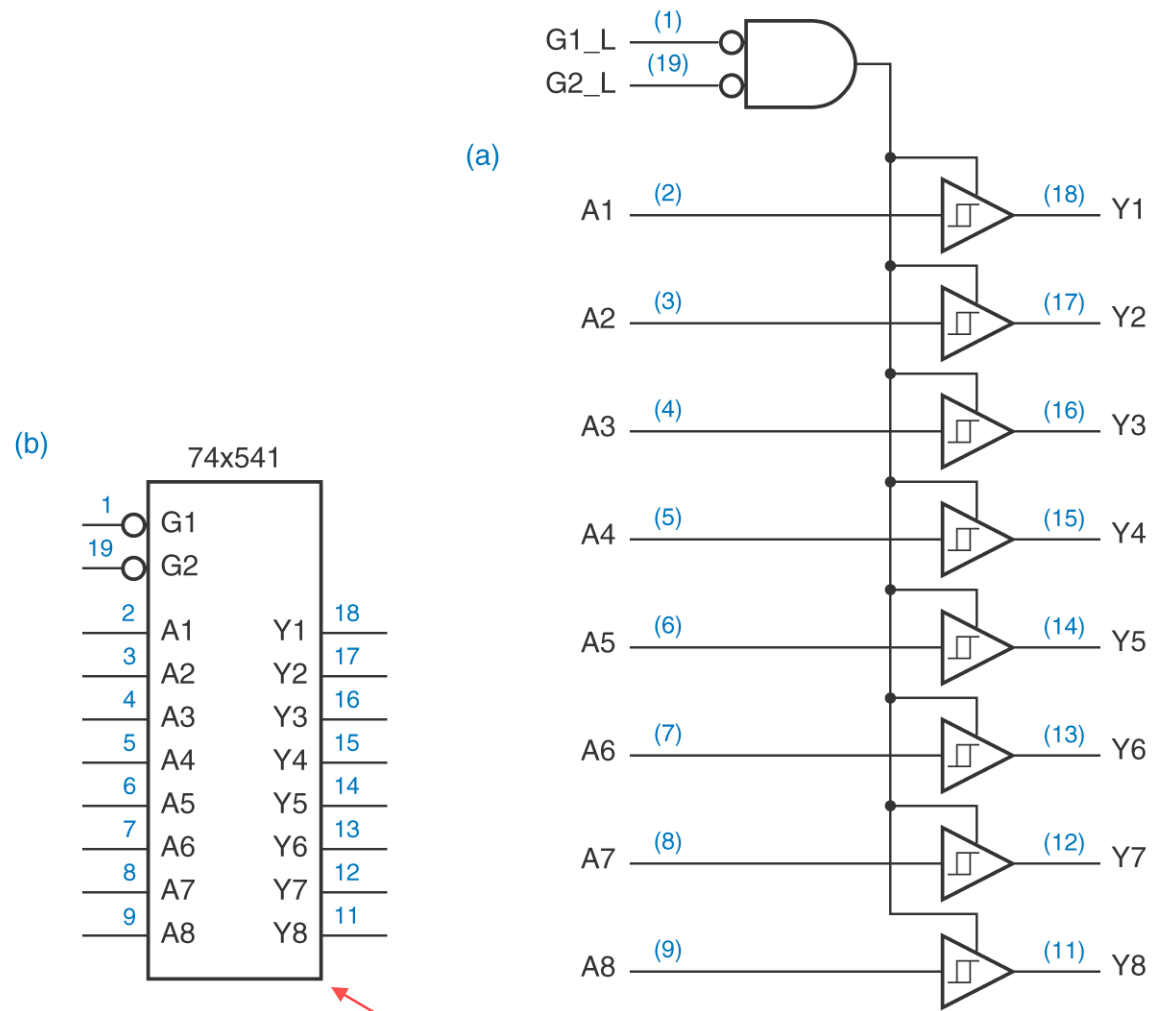 (a)
G1_L (1)
G2_L (19)
A1 (2) (18) Y1
A2 (3) (17) Y2
A3 (4) (16) Y3
A4 (5) (15) Y4
A5 (6) (14) Y5
A6 (7) (13) Y6
A7 (8) (12) Y7
A8 (9) (11) Y8
(b)
74x541
1 G1
19 G2
2 A1 Y1 18
3 A2 Y2 17
4 A3 Y3 16
5 A4 Y4 15
6 A5 Y5 14
7 A6 Y6 13
8 A7 Y7 12
9 A8 Y8 11